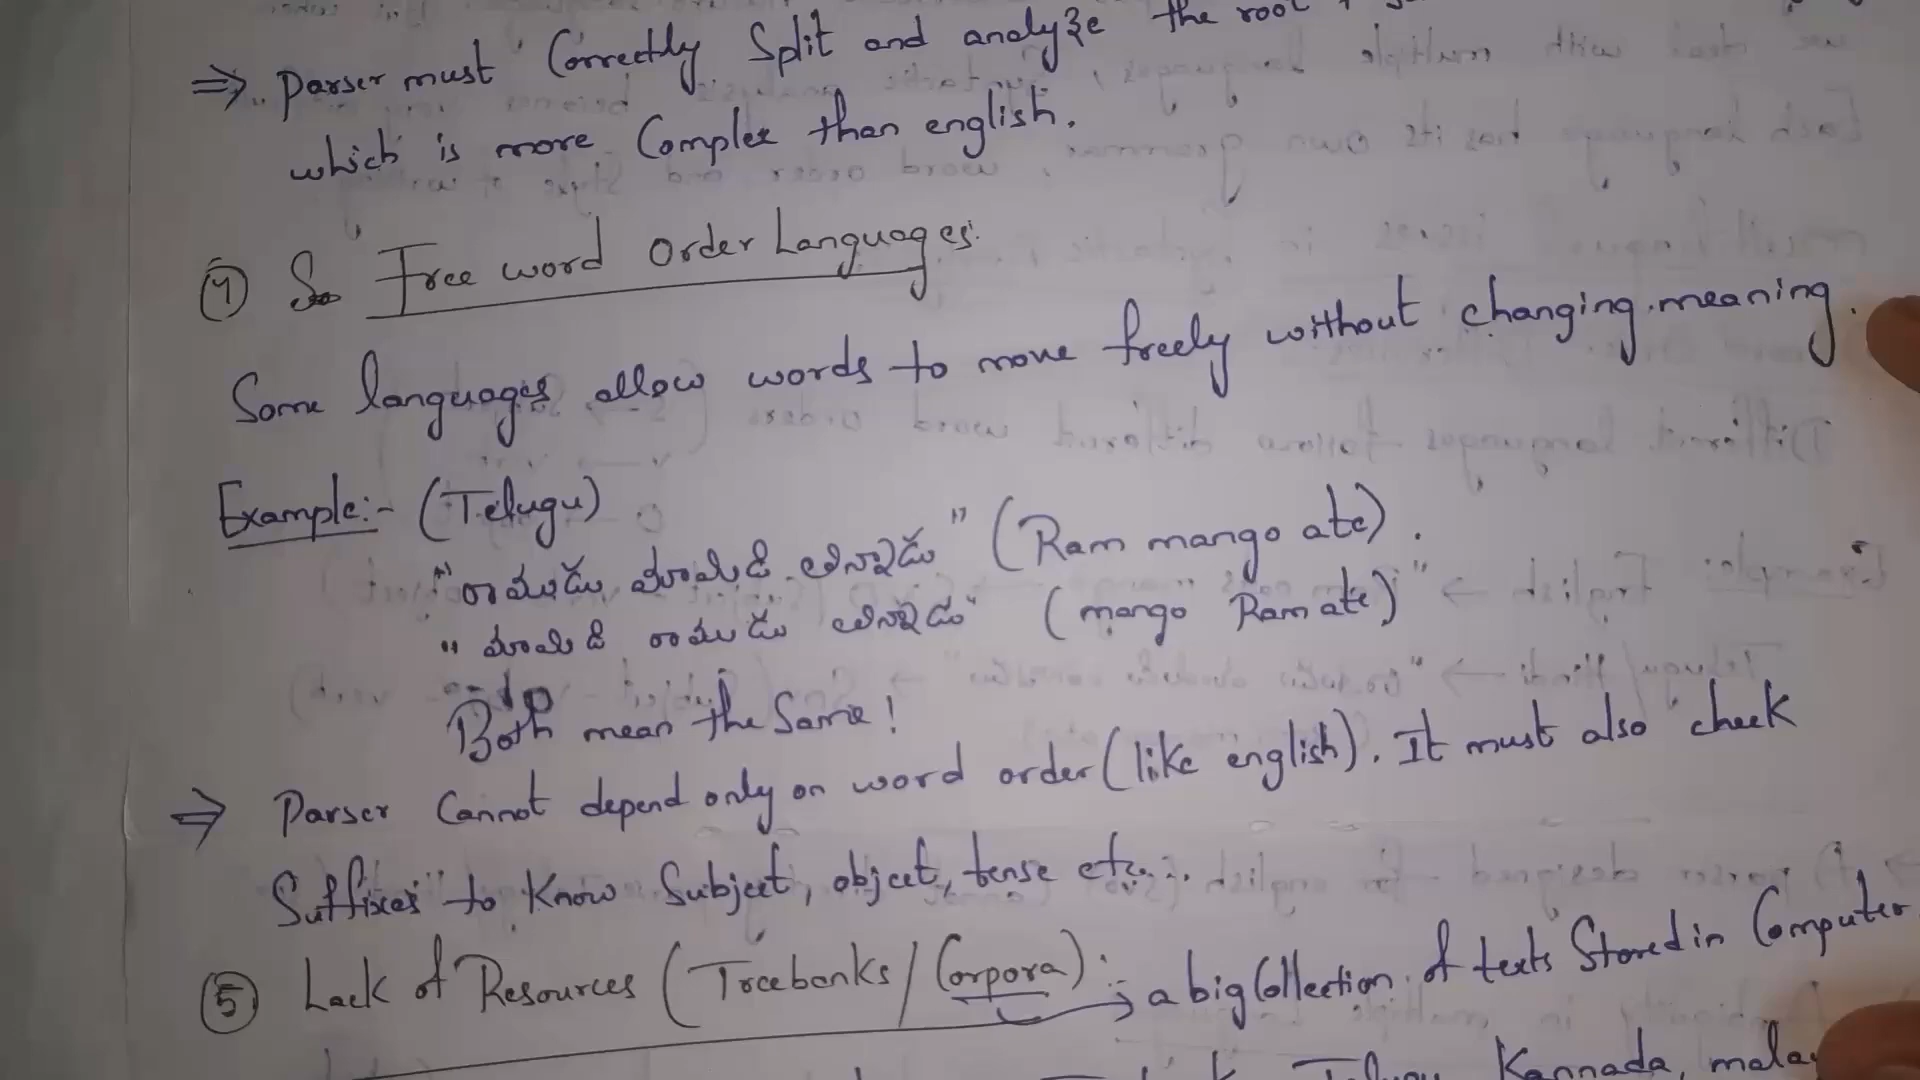 ⇒ Parser must Correctly Split and analyze the root
which is more Complex than english.
④ So Free word Order Languages.
Some languages allow words to move freely without changing meaning.
Example:- (Telugu)
"రాముడు మామిడి తిన్నాడు" (Ram mango ate).
"మామిడి రాముడు తిన్నాడు" (mango Ram ate)
Both mean the Same!
⇒ Parser Cannot depend only on word order (like english). It must also check
Suffixes to Know Subject, object, tense etc...
⑤ Lack of Resources (Treebanks/Corpora):- → a big Collection of texts Stored in Computer
Telugu, Kannada,